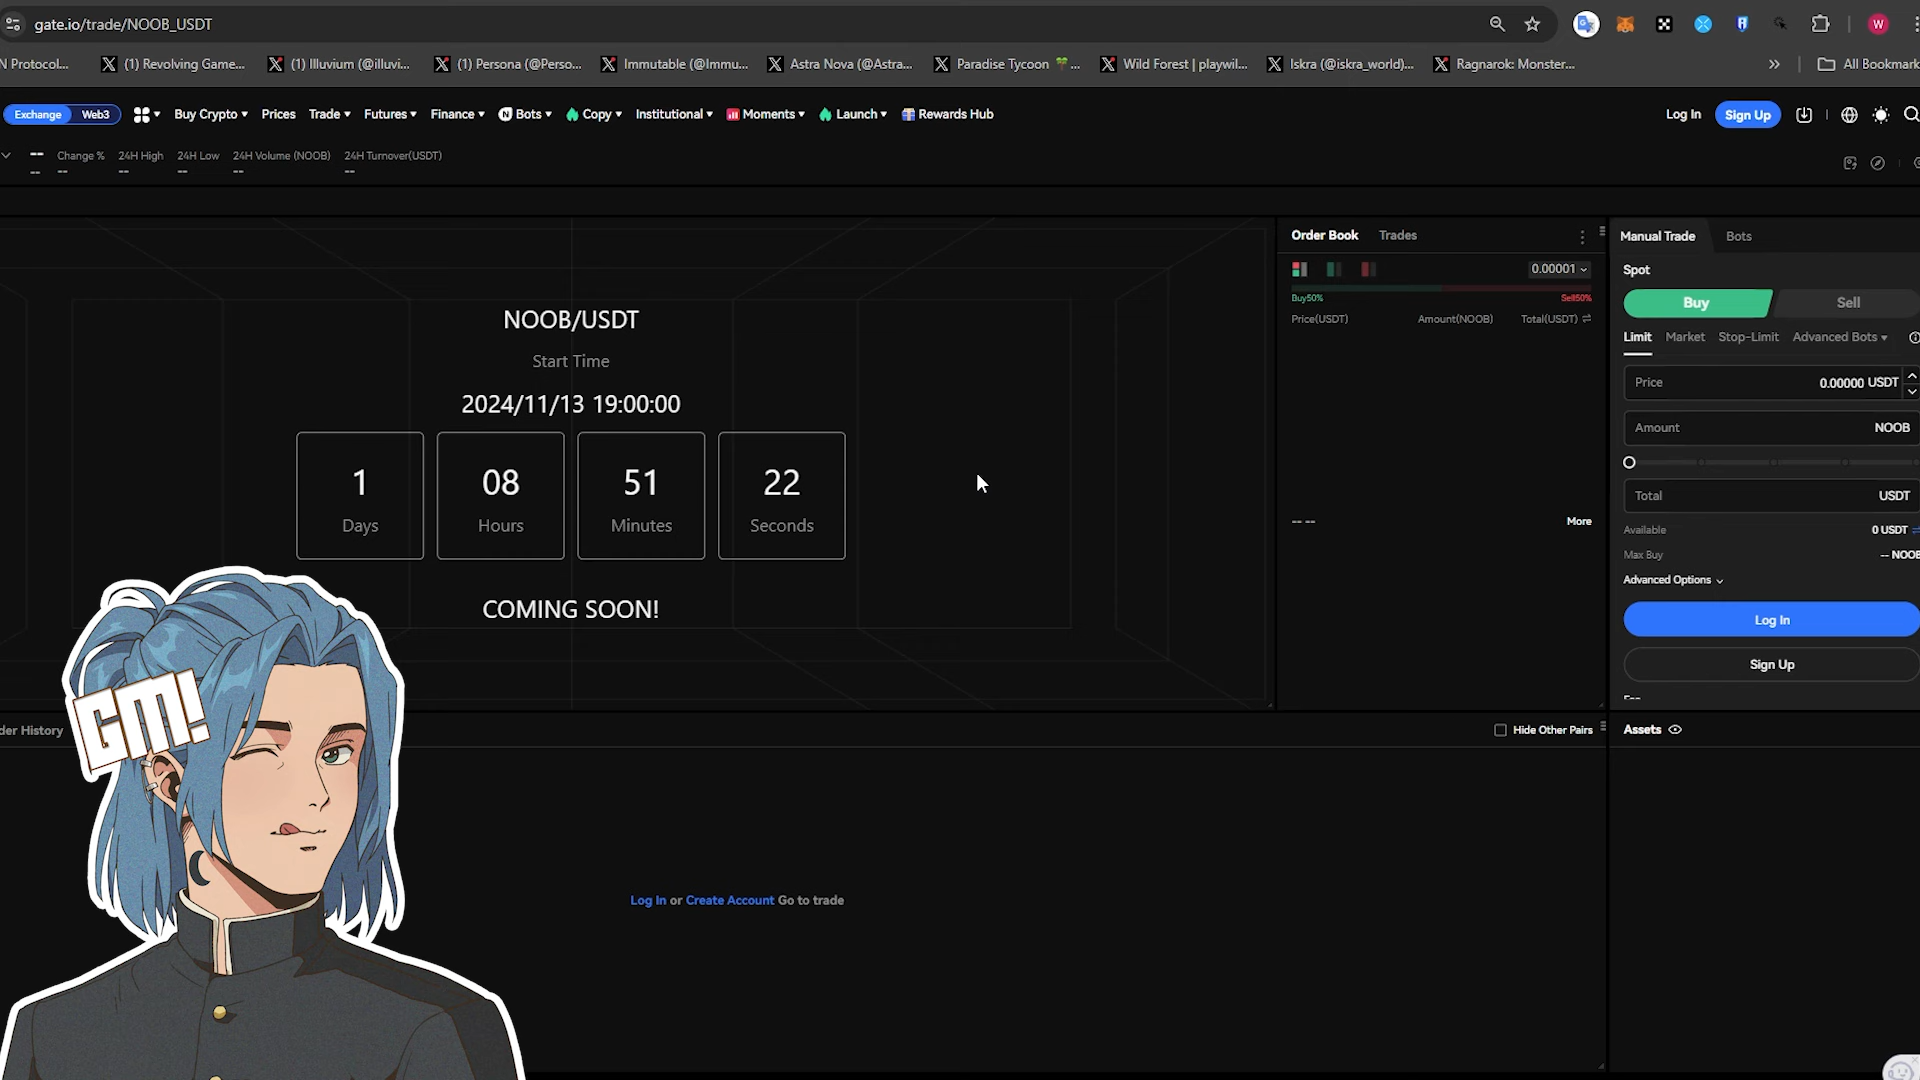 gate.io/trade/NOOB_USDT
W
N Protocol...
(1) Revolving Game...
(1) Illuvium (@illuvi...
(1) Persona (@Perso...
Immutable (@Immu...
Astra Nova (@Astra...
Paradise Tycoon 🌴...
Wild Forest | playwil...
Iskra (@iskra_world)...
Ragnarok: Monster...
All Bookmark
Exchange
Web3
Buy Crypto
Prices
Trade
Futures
Finance
Bots
Copy
Institutional
Moments
Launch
Rewards Hub
Log In
Sign Up
--
--
Change %
--
24H High
--
24H Low
--
24H Volume (NOOB)
--
24H Turnover(USDT)
--
NOOB/USDT
Start Time
2024/11/13 19:00:00
1
Days
08
Hours
51
Minutes
22
Seconds
COMING SOON!
Order Book
Trades
0.00001
Buy50%
Sell50%
Price(USDT)
Amount(NOOB)
Total(USDT)
-- --
More
Manual Trade
Bots
Spot
Buy
Sell
Limit
Market
Stop-Limit
Advanced Bots
Price
0.00000 USDT
Amount
NOOB
Total
USDT
Available
0 USDT
Max Buy
-- NOOB
Advanced Options
Log In
Sign Up
der History
GM!
Hide Other Pairs
Assets
Log In or Create Account Go to trade